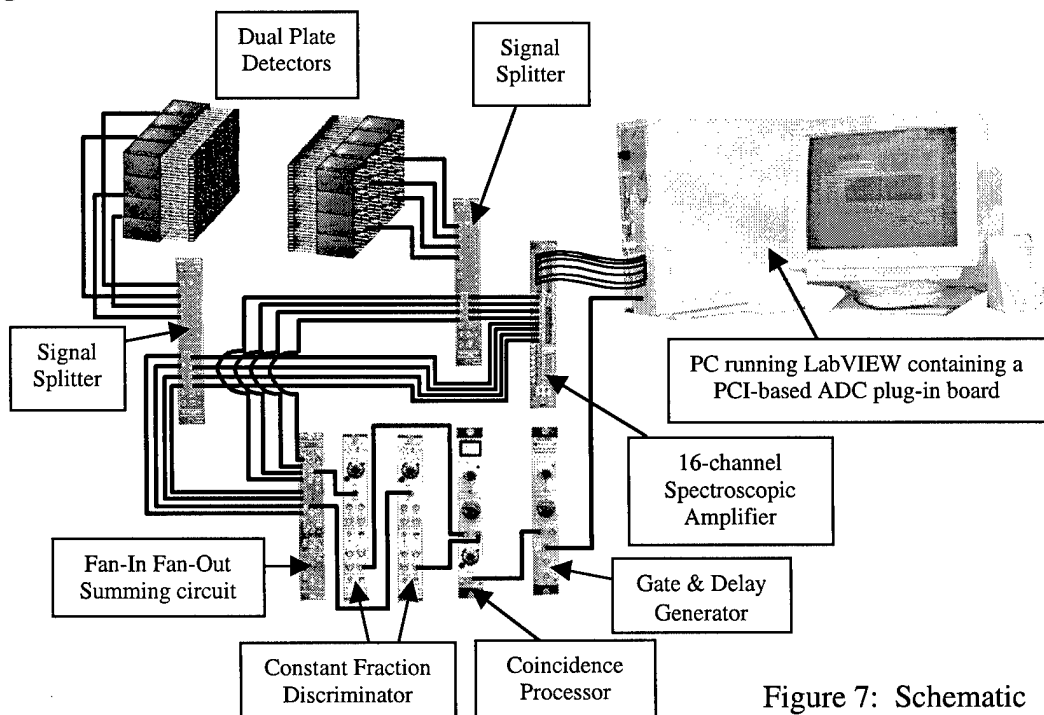 Dual Plate
Detectors
Signal
Splitter
Signal
Splitter
PC running LabVIEW containing a
PCI-based ADC plug-in board
16-channel
Spectroscopic
Amplifier
Fan-In Fan-Out
Summing circuit
Gate & Delay
Generator
Constant Fraction
Discriminator
Coincidence
Processor
Figure 7: Schematic